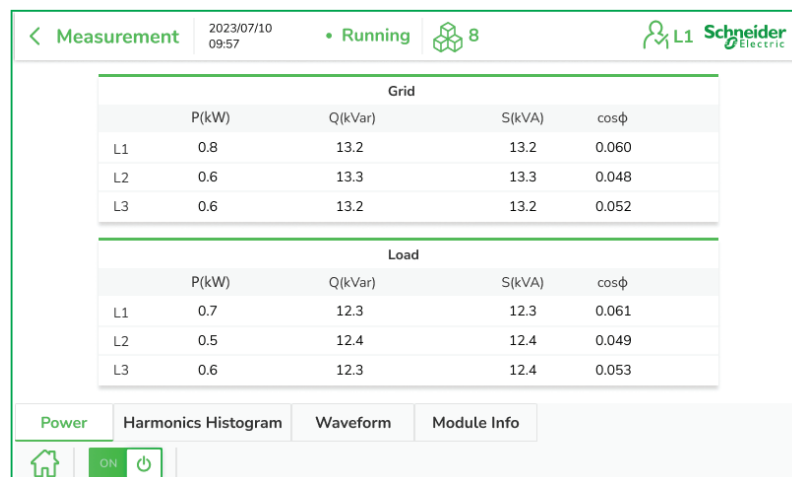 Measurement 2023/07/10 • Running 8 L1 Schneider
09:57 Electric
Grid
P(kW) Q(kVar) S(kVA) cosϕ
L1 0.8 13.2 13.2 0.060
L2 0.6 13.3 13.3 0.048
L3 0.6 13.2 13.2 0.052
Load
P(kW) Q(kVar) S(kVA) cosϕ
L1 0.7 12.3 12.3 0.061
L2 0.5 12.4 12.4 0.049
L3 0.6 12.3 12.4 0.053
Power Harmonics Histogram Waveform Module Info
ON